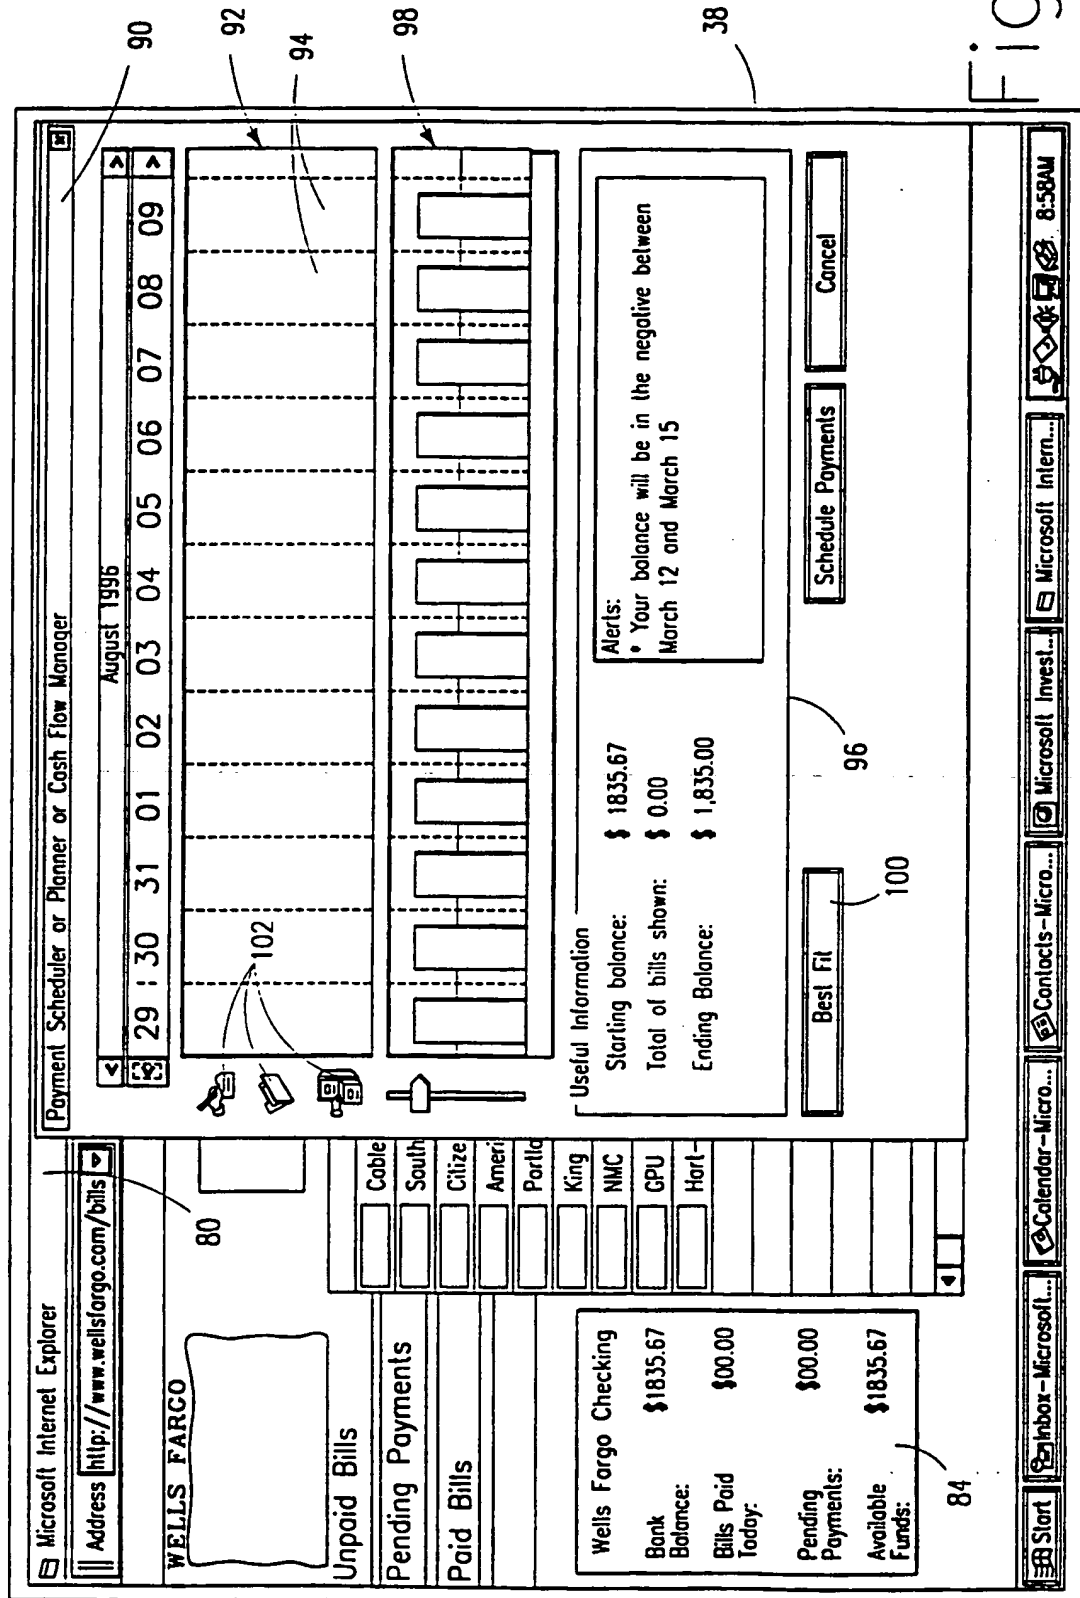 Microsoft Internet Explorer
Address http://www.wellsfargo.com/bills
WELLS FARGO
Unpaid Bills
Pending Payments
Paid Bills
Cable
South
Citize
Ameri
Portla
King
NMC
GPU
Hart-
Wells Fargo Checking
Bank Balance: $1835.67
Bills Paid Today: $00.00
Pending Payments: $00.00
Available Funds: $1835.67
80
84
Payment Scheduler or Planner or Cash Flow Manager
August 1996
29 30 31 01 02 03 04 05 06 07 08 09
102
Useful Information
Starting balance: $ 1835.67
Total of bills shown: $ 0.00
Ending Balance: $ 1,835.00
Alerts:
* Your balance will be in the negative between
March 12 and March 15
Best Fit
Schedule Payments
Cancel
100
96
90
92
94
98
38
Fig
Start
Inbox-Microsoft...
Calendar-Micro...
Contacts-Micro...
Microsoft Invest...
Microsoft Intern...
8:58AM